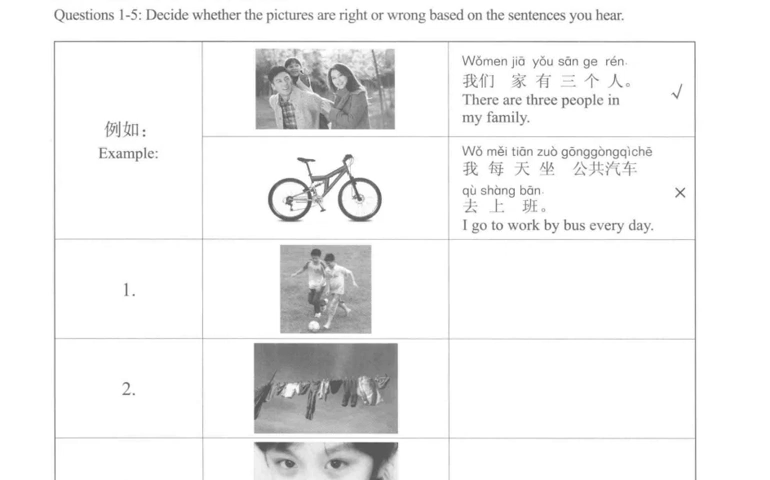 Questions 1-5: Decide whether the pictures are right or wrong based on the sentences you hear.
例如：
Example:
Wǒmen jiā yǒu sān ge rén.
我们 家 有 三 个 人。
There are three people in
my family.
√
Wǒ měi tiān zuò gōnggòngqìchē
我 每 天 坐 公共汽车
qù shàng bān.
去 上 班。
I go to work by bus every day.
×
1.
2.